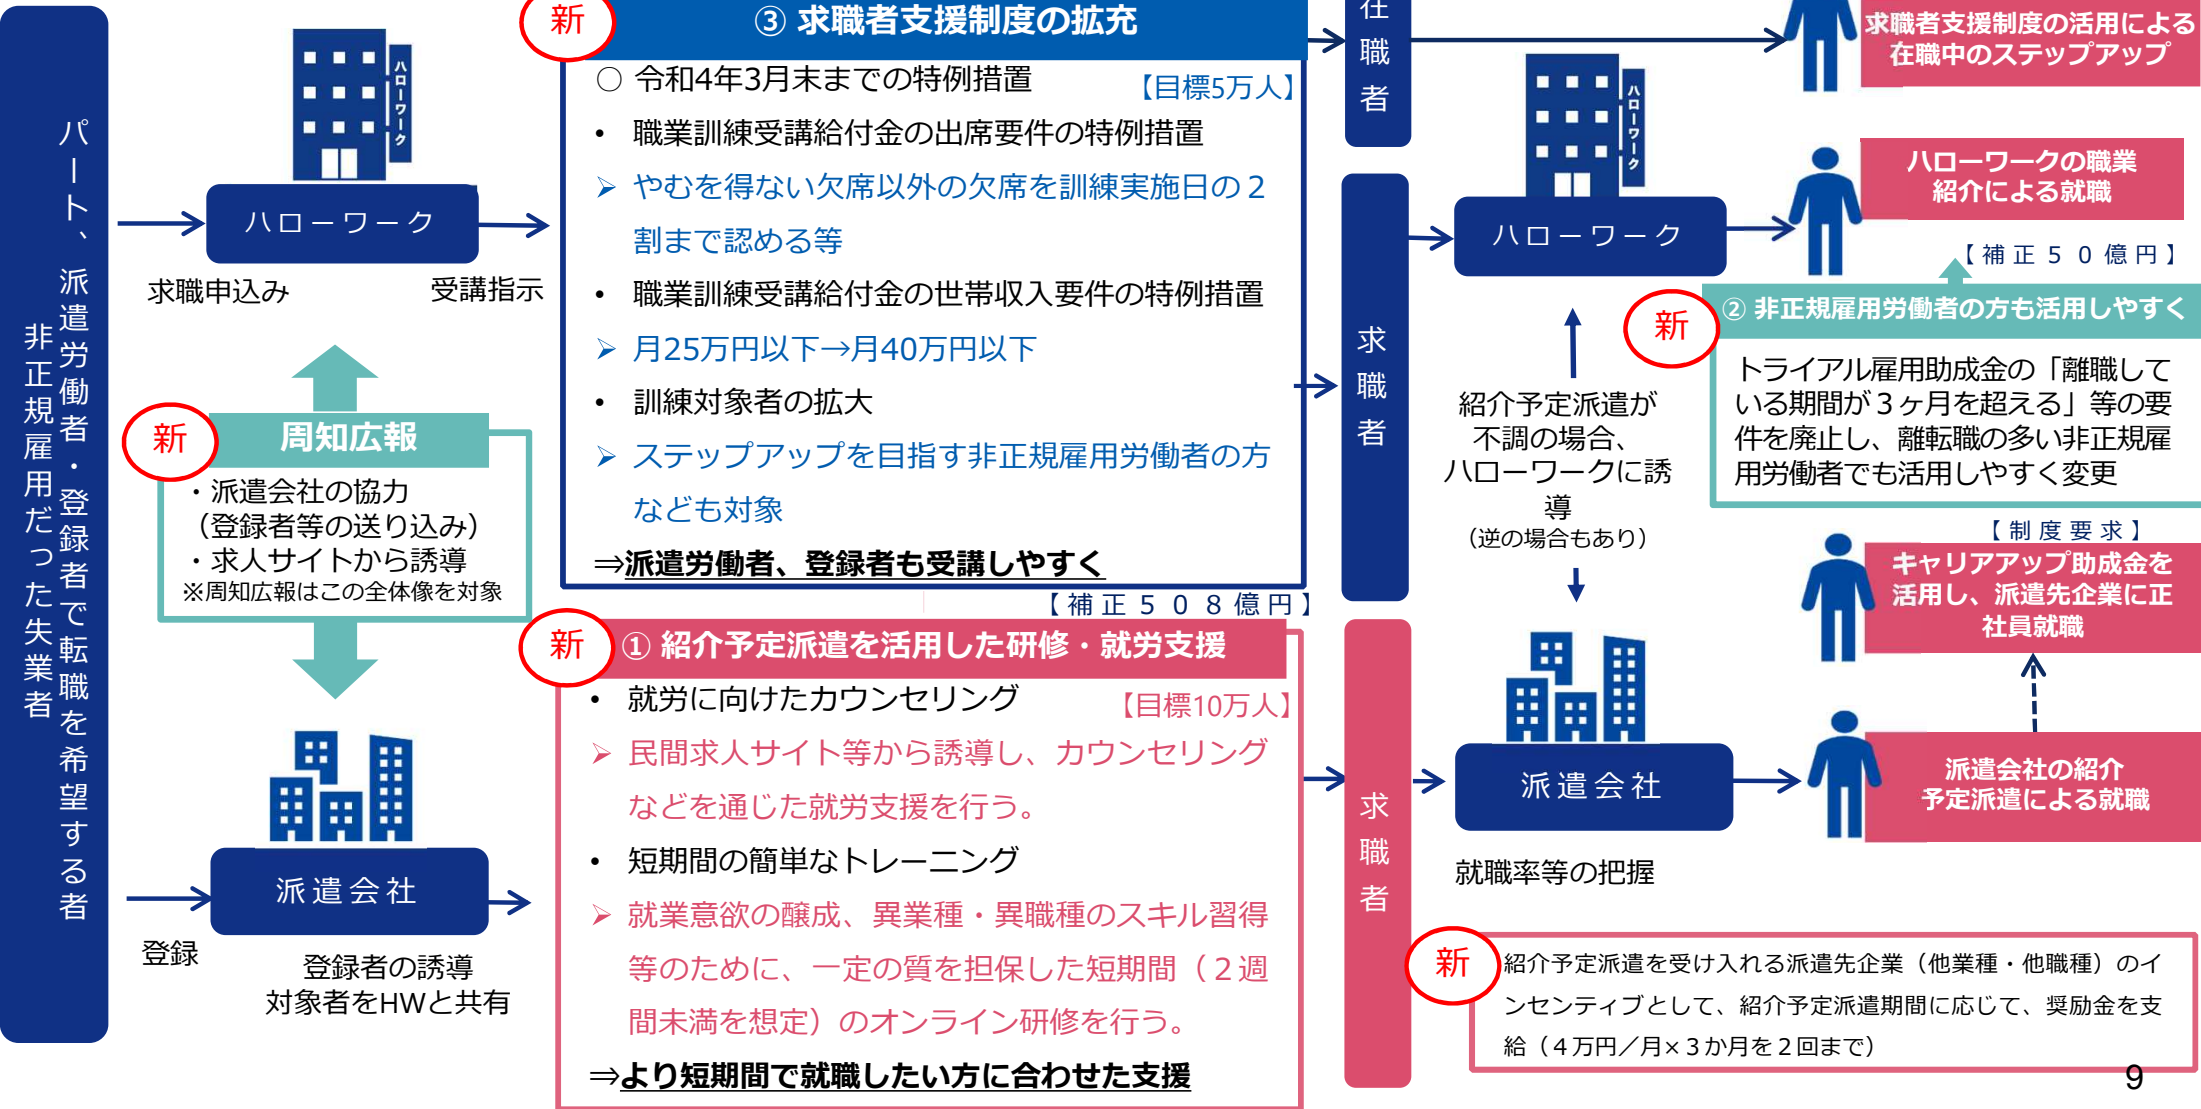 パート、派遣労働者・登録者で転職を希望する者
非正規雇用だった失業者
ハローワーク
ハローワーク
求職申込み
受講指示
新
周知広報
・派遣会社の協力
（登録者等の送り込み）
・求人サイトから誘導
※周知広報はこの全体像を対象
派遣会社
登録
登録者の誘導
対象者をHWと共有
新
③ 求職者支援制度の拡充
○ 令和4年3月末までの特例措置
【目標5万人】
• 職業訓練受講給付金の出席要件の特例措置
➢ やむを得ない欠席以外の欠席を訓練実施日の２
割まで認める等
• 職業訓練受講給付金の世帯収入要件の特例措置
➢ 月25万円以下→月40万円以下
• 訓練対象者の拡大
➢ ステップアップを目指す非正規雇用労働者の方
なども対象
⇒派遣労働者、登録者も受講しやすく
【補正５０８億円】
新
① 紹介予定派遣を活用した研修・就労支援
• 就労に向けたカウンセリング
【目標10万人】
➢ 民間求人サイト等から誘導し、カウンセリング
などを通じた就労支援を行う。
• 短期間の簡単なトレーニング
➢ 就業意欲の醸成、異業種・異職種のスキル習得
等のために、一定の質を担保した短期間（２週
間未満を想定）のオンライン研修を行う。
⇒より短期間で就職したい方に合わせた支援
在職者
求職者
求職者
ハローワーク
ハローワーク
紹介予定派遣が
不調の場合、
ハローワークに誘
導
（逆の場合もあり）
派遣会社
就職率等の把握
求職者支援制度の活用による
在職中のステップアップ
ハローワークの職業
紹介による就職
【補正５０億円】
新
② 非正規雇用労働者の方も活用しやすく
トライアル雇用助成金の「離職して
いる期間が３ヶ月を超える」等の要
件を廃止し、離転職の多い非正規雇
用労働者でも活用しやすく変更
【制度要求】
キャリアアップ助成金を
活用し、派遣先企業に正
社員就職
派遣会社の紹介
予定派遣による就職
新
紹介予定派遣を受け入れる派遣先企業（他業種・他職種）のイ
ンセンティブとして、紹介予定派遣期間に応じて、奨励金を支
給（４万円／月×３か月を２回まで）
9